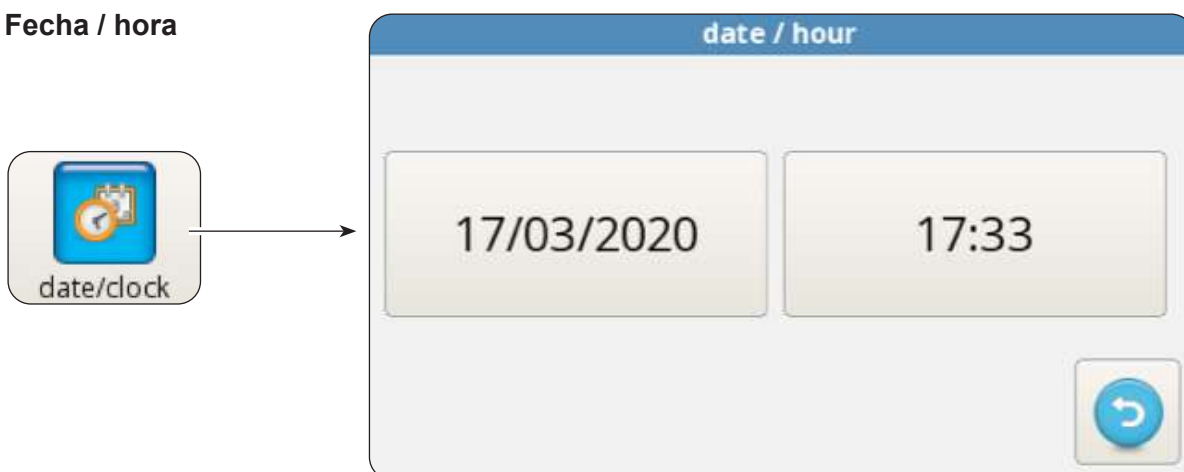 Fecha / hora
date / hour
date/clock
17/03/2020
17:33